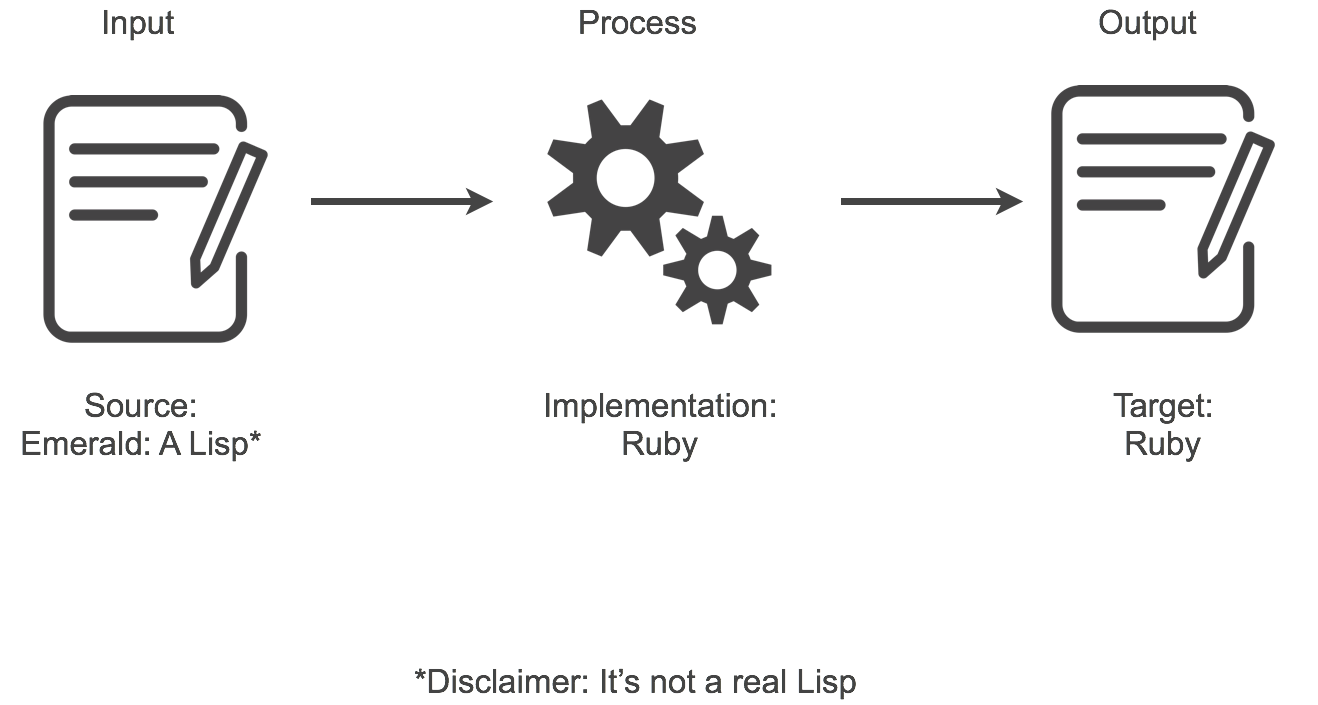 Input
Process
Output
Source:
Emerald: A Lisp*
Implementation:
Ruby
Target:
Ruby
*Disclaimer: It’s not a real Lisp